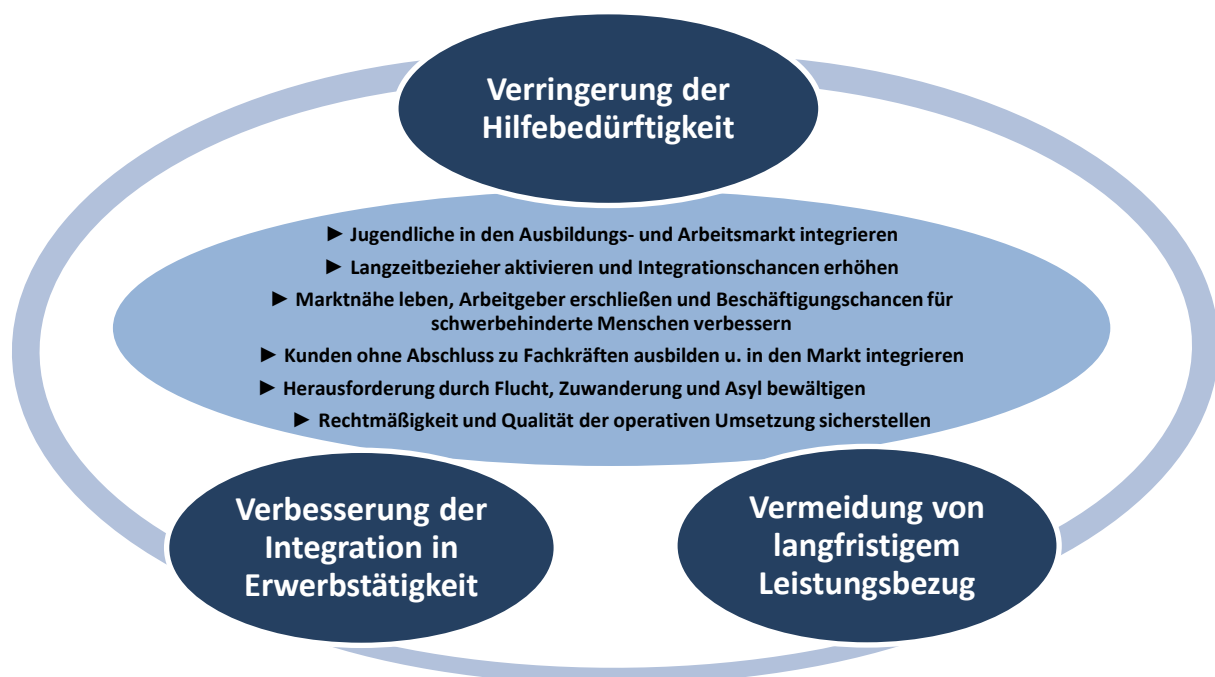 Verringerung der
Hilfebedürftigkeit
► Jugendliche in den Ausbildungs- und Arbeitsmarkt integrieren
► Langzeitbezieher aktivieren und Integrationschancen erhöhen
► Marktnähe leben, Arbeitgeber erschließen und Beschäftigungschancen für
schwerbehinderte Menschen verbessern
► Kunden ohne Abschluss zu Fachkräften ausbilden u. in den Markt integrieren
► Herausforderung durch Flucht, Zuwanderung und Asyl bewältigen
► Rechtmäßigkeit und Qualität der operativen Umsetzung sicherstellen
Verbesserung der
Integration in
Erwerbstätigkeit
Vermeidung von
langfristigem
Leistungsbezug